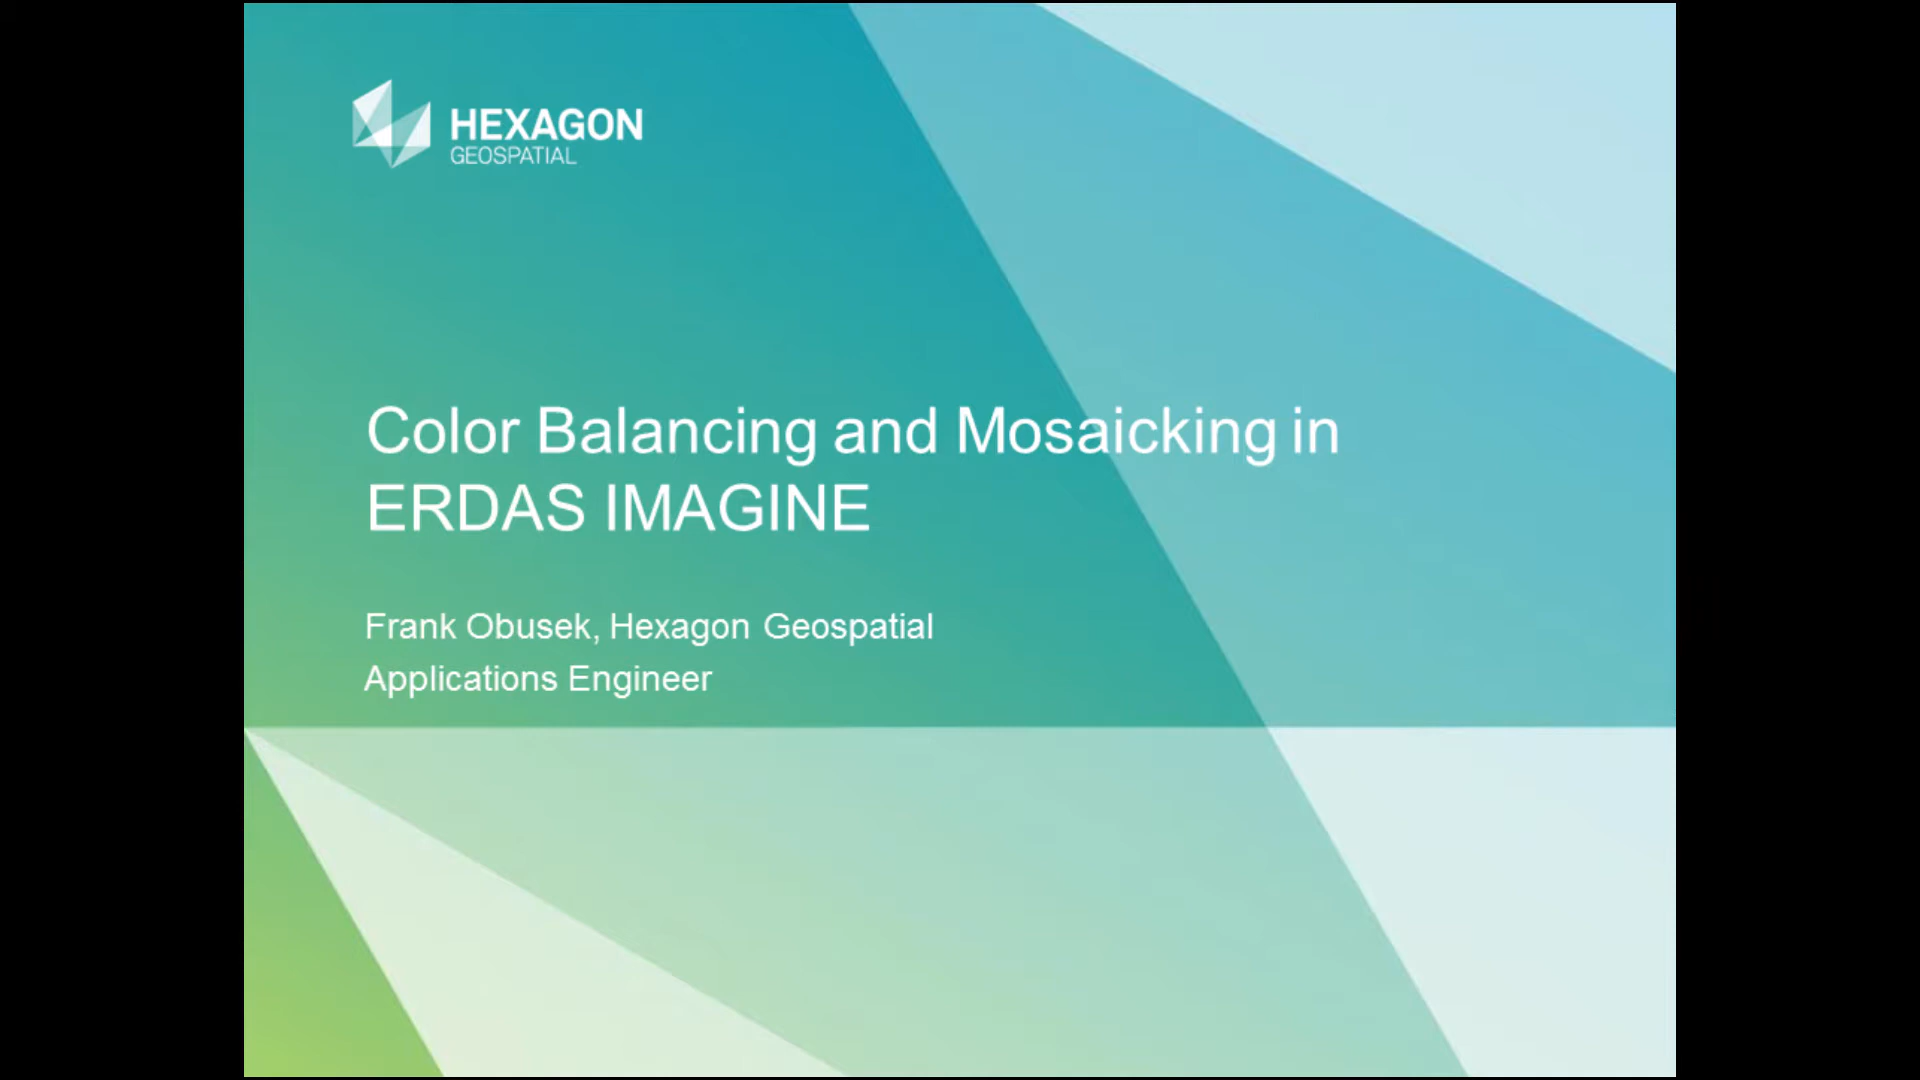 HEXAGON
GEOSPATIAL
Color Balancing and Mosaicking in
ERDAS IMAGINE
Frank Obusek, Hexagon Geospatial
Applications Engineer